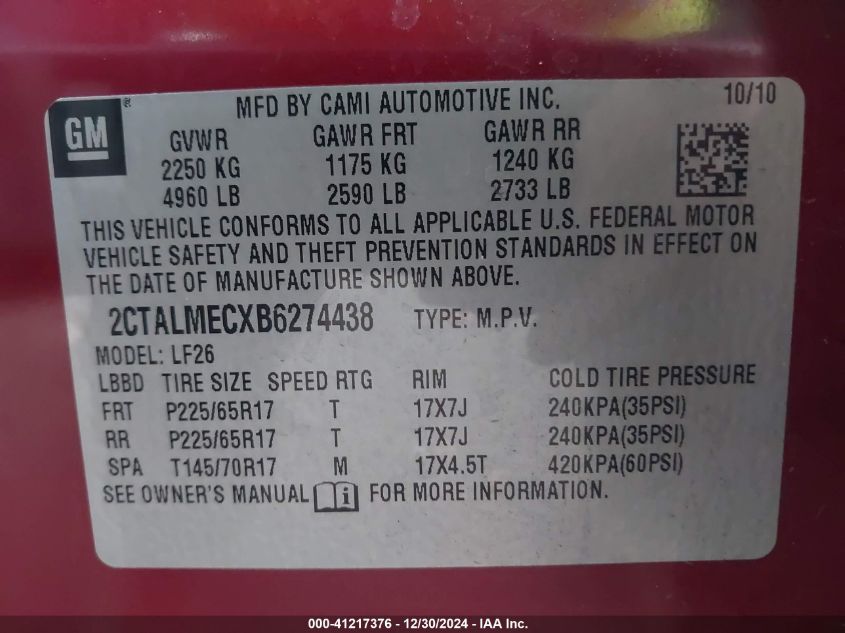 GM ®
MFD BY CAMI AUTOMOTIVE INC. 10/10
GVWR GAWR FRT GAWR RR
2250 KG 1175 KG 1240 KG
4960 LB 2590 LB 2733 LB
THIS VEHICLE CONFORMS TO ALL APPLICABLE U.S. FEDERAL MOTOR
VEHICLE SAFETY AND THEFT PREVENTION STANDARDS IN EFFECT ON
THE DATE OF MANUFACTURE SHOWN ABOVE.
2CTALMECXB6274438 TYPE: M.P.V.
MODEL: LF26
LBBD TIRE SIZE SPEED RTG RIM COLD TIRE PRESSURE
FRT P225/65R17 T 17X7J 240KPA(35PSI)
RR P225/65R17 T 17X7J 240KPA(35PSI)
SPA T145/70R17 M 17X4.5T 420KPA(60PSI)
SEE OWNER'S MANUAL i FOR MORE INFORMATION.
000-41217376 - 12/30/2024 - IAA Inc.